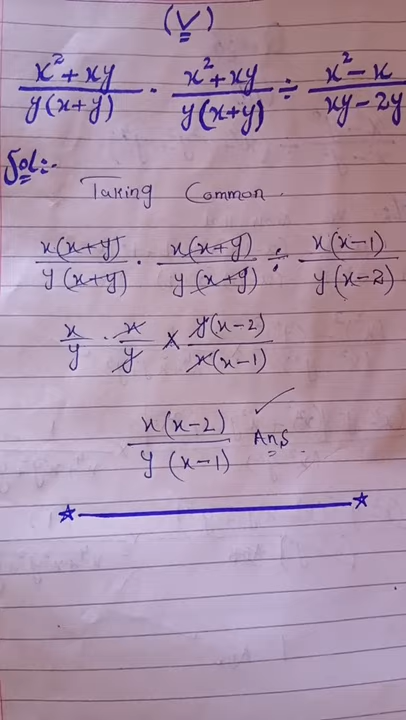 (V)
x²+xy / y(x+y) · x²+xy / y(x+y) ÷ x²-x / xy-2y
Sol:-
Taking Common.
x(x+y) / y(x+y) · x(x+y) / y(x+y) ÷ x(x-1) / y(x-2)
x / y · x / y × y(x-2) / x(x-1)
x(x-2) / y(x-1) Ans.